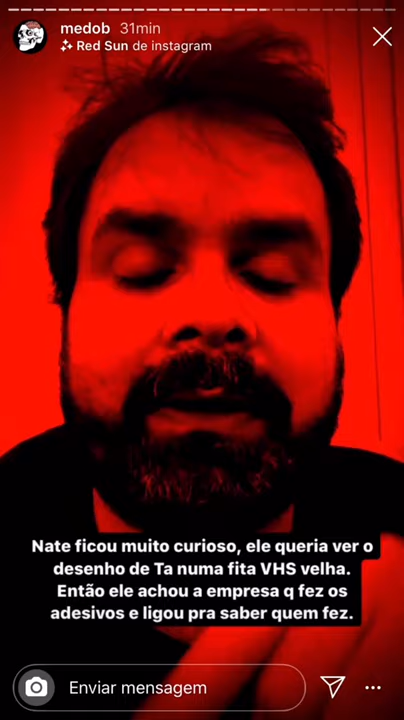 medob 31min
Red Sun de instagram
Nate ficou muito curioso, ele queria ver o
desenho de Ta numa fita VHS velha.
Então ele achou a empresa q fez os
adesivos e ligou pra saber quem fez.
Enviar mensagem